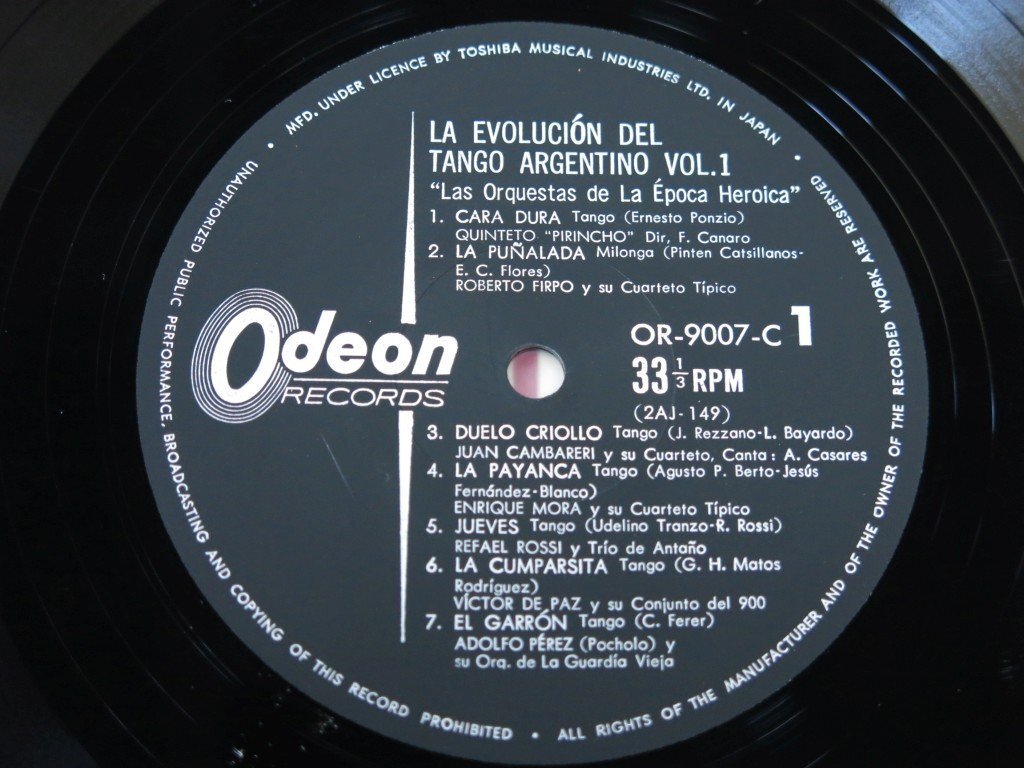 MFD. UNDER LICENCE BY TOSHIBA MUSICAL INDUSTRIES LTD. IN JAPAN •
LA EVOLUCIÓN DEL
TANGO ARGENTINO VOL.1
"Las Orquestas de La Época Heroica"
1. CARA DURA Tango (Ernesto Ponzio)
QUINTETO "PIRINCHO" Dir, F. Canaro
2. LA PUÑALADA Milonga (Pinten Catsillanos-
E. C. Flores)
ROBERTO FIRPO y su Cuarteto Típico
Odeon
RECORDS
OR-9007-C 1
33 1/3 RPM
(2AJ-149)
3. DUELO CRIOLLO Tango (J. Rezzano-L. Bayardo)
JUAN CAMBARERI y su Cuarteto, Canta: A. Casares
4. LA PAYANCA Tango (Agusto P. Berto-Jesús
Fernández-Blanco)
ENRIQUE MORA y su Cuarteto Típico
5. JUEVES Tango (Udelino Tranzo-R. Rossi)
REFAEL ROSSI y Trío de Antaño
6. LA CUMPARSITA Tango (G. H. Matos
Rodríguez)
VÍCTOR DE PAZ y su Conjunto del 900
7. EL GARRÓN Tango (C. Ferer)
ADOLFO PÉREZ (Pocholo) y
su Orq. de La Guardía Vieja
ALL RIGHTS OF THE MANUFACTURER AND OF THE OWNER OF THE RECORDED WORK ARE RESERVED
• UNAUTHORIZED PUBLIC PERFORMANCE, BROADCASTING AND COPYING OF THIS RECORD PROHIBITED •